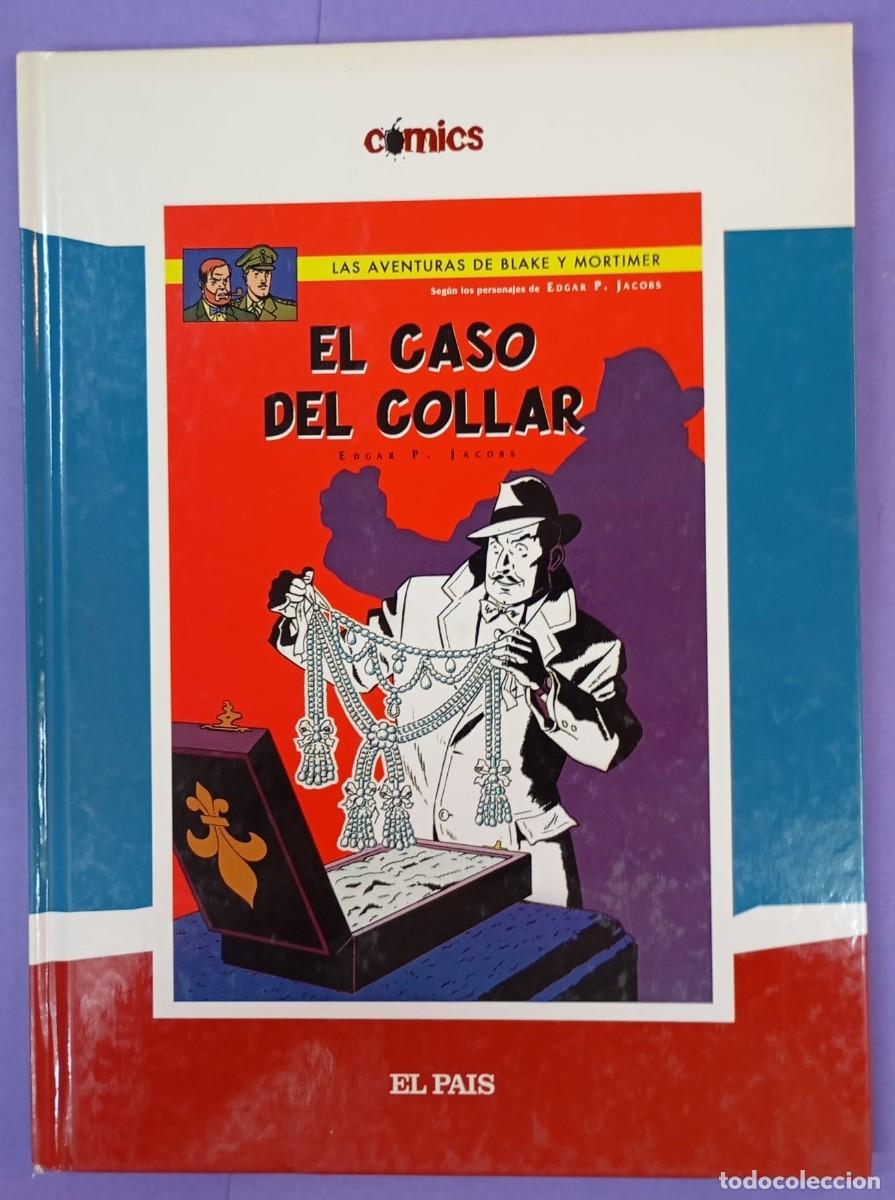 cómics
LAS AVENTURAS DE BLAKE Y MORTIMER
Según los personajes de EDGAR P. JACOBS
EL CASO
DEL COLLAR
EDGAR P. JACOBS
EL PAIS
todocoleccion